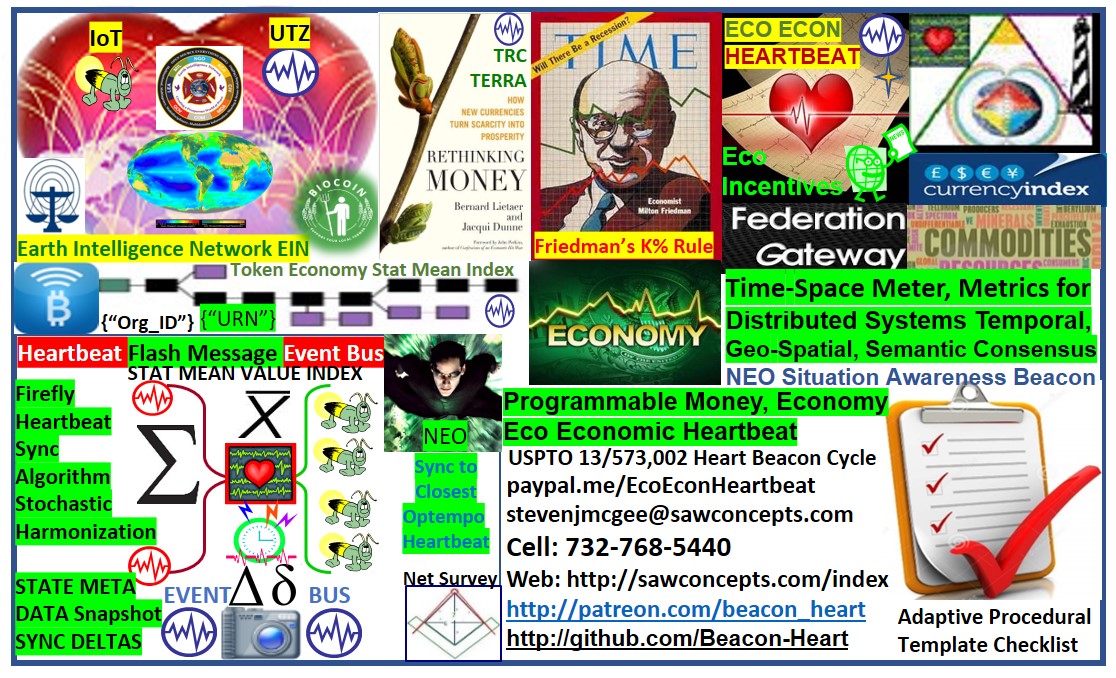 IoT
UTZ
BIOCOIN
Earth Intelligence Network EIN
TRC
TERRA
HOW
NEW CURRENCIES
TURN SCARCITY INTO
PROSPERITY
RETHINKING
MONEY
Bernard Lietaer
and
Jacqui Dunne
Will There Be a Recession?
TIME
Economist
Milton Friedman
Friedman's K% Rule
ECO ECON
HEARTBEAT
NEWS
Eco
Incentives
£ $ € ¥
currencyindex
Federation
Gateway
MINERALS
COMMODITIES
RESOURCES
Token Economy Stat Mean Index
{"Org_ID"} {"URN"}
ECONOMY
Time-Space Meter, Metrics for
Distributed Systems Temporal,
Geo-Spatial, Semantic Consensus
NEO Situation Awareness Beacon
Heartbeat Flash Message Event Bus
STAT MEAN VALUE INDEX
Firefly
Heartbeat
Sync
Algorithm
Stochastic
Harmonization
Σ
X̅
NEO
Sync to
Closest
Optempo
Heartbeat
STATE META
DATA Snapshot
SYNC DELTAS
EVENT Δ δ BUS
Net Survey
Programmable Money, Economy
Eco Economic Heartbeat
USPTO 13/573,002 Heart Beacon Cycle
paypal.me/EcoEconHeartbeat
stevenjmcgee@sawconcepts.com
Cell: 732-768-5440
Web: http://sawconcepts.com/index
http://patreon.com/beacon_heart
http://github.com/Beacon-Heart
Adaptive Procedural
Template Checklist